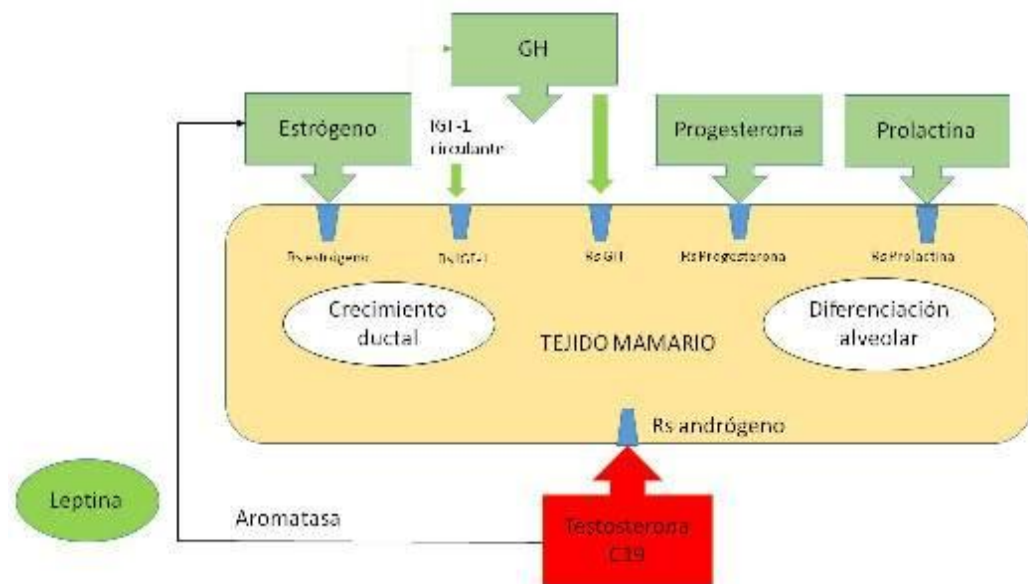 GH
Estrógeno
IGF-1
circulante
Progesterona
Prolactina
Rs estrógeno
Rs IGF-1
Rs GH
Rs Progesterona
Rs Prolactina
Crecimiento
ductal
Diferenciación
alveolar
TEJIDO MAMARIO
Rs andrógeno
Leptina
Aromatasa
Testosterona
C19